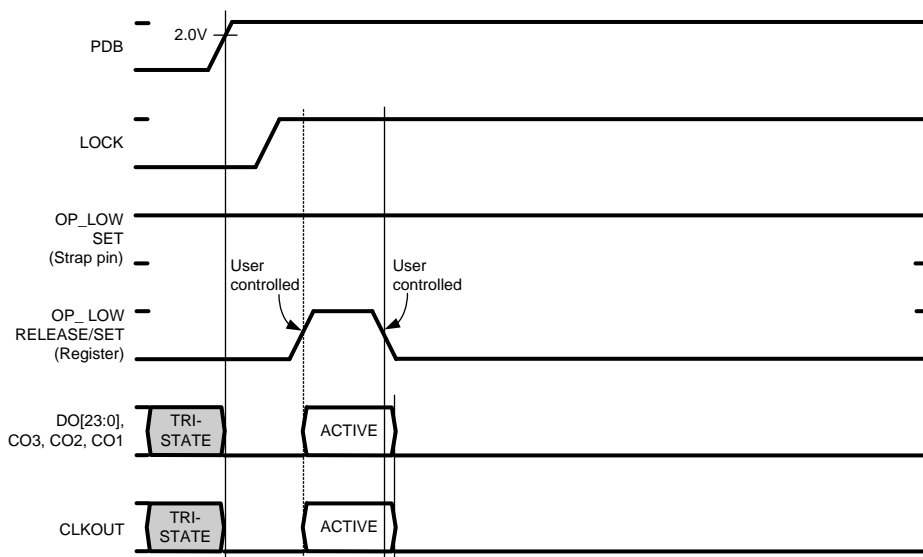 PDB
2.0V
LOCK
OP_LOW
SET
(Strap pin)
User
controlled
User
controlled
OP_ LOW
RELEASE/SET
(Register)
DO[23:0],
CO3, CO2, CO1
TRI-
STATE
ACTIVE
CLKOUT
TRI-
STATE
ACTIVE